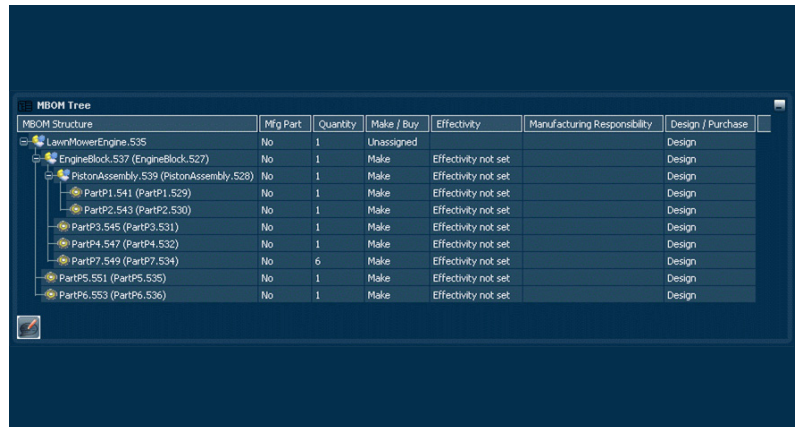 MBOM Tree
MBOM Structure Mfg Part Quantity Make / Buy Effectivity Manufacturing Responsibility Design / Purchase
LawnMowerEngine.535 No 1 Unassigned Design
EngineBlock.537 (EngineBlock.527) No 1 Make Effectivity not set Design
PistonAssembly.539 (PistonAssembly.528) No 1 Make Effectivity not set Design
PartP1.541 (PartP1.529) No 1 Make Effectivity not set Design
PartP2.543 (PartP2.530) No 1 Make Effectivity not set Design
PartP3.545 (PartP3.531) No 1 Make Effectivity not set Design
PartP4.547 (PartP4.532) No 1 Make Effectivity not set Design
PartP7.549 (PartP7.534) No 6 Make Effectivity not set Design
PartP5.551 (PartP5.535) No 1 Make Effectivity not set Design
PartP6.553 (PartP6.536) No 1 Make Effectivity not set Design